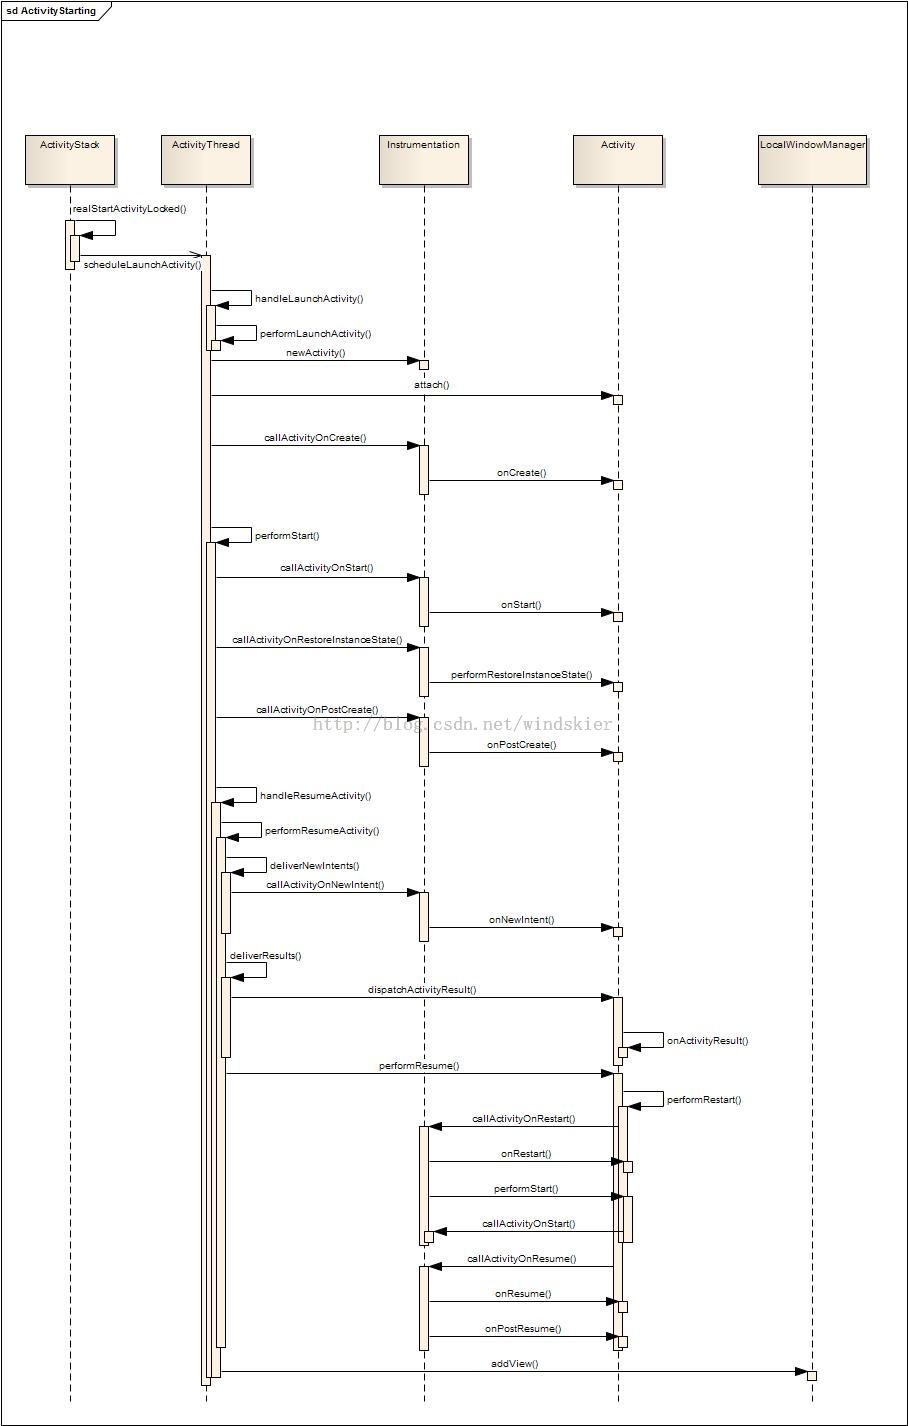 sd ActivityStarting
ActivityStack
ActivityThread
Instrumentation
Activity
LocalWindowManager
realStartActivityLocked()
scheduleLaunchActivity()
handleLaunchActivity()
performLaunchActivity()
newActivity()
attach()
callActivityOnCreate()
onCreate()
performStart()
callActivityOnStart()
onStart()
callActivityOnRestoreInstanceState()
performRestoreInstanceState()
callActivityOnPostCreate()
http://blog.csdn.net/windskier
onPostCreate()
handleResumeActivity()
performResumeActivity()
deliverNewIntents()
callActivityOnNewIntent()
onNewIntent()
deliverResults()
dispatchActivityResult()
onActivityResult()
performResume()
performRestart()
callActivityOnRestart()
onRestart()
performStart()
callActivityOnStart()
callActivityOnResume()
onResume()
onPostResume()
addView()